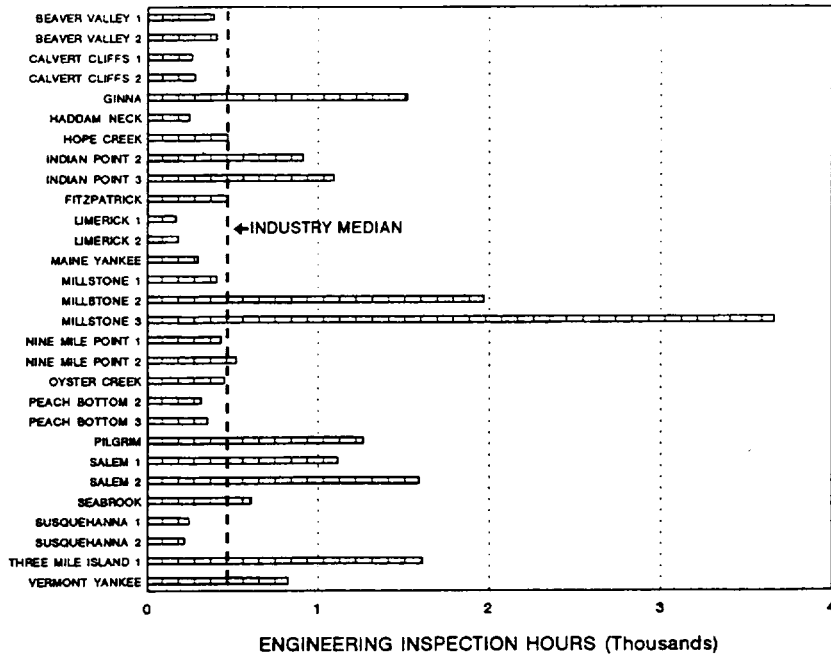 BEAVER VALLEY 1
BEAVER VALLEY 2
CALVERT CLIFFS 1
CALVERT CLIFFS 2
GINNA
HADDAM NECK
HOPE CREEK
INDIAN POINT 2
INDIAN POINT 3
FITZPATRICK
LIMERICK 1
LIMERICK 2
MAINE YANKEE
MILLSTONE 1
MILLSTONE 2
MILLSTONE 3
NINE MILE POINT 1
NINE MILE POINT 2
OYSTER CREEK
PEACH BOTTOM 2
PEACH BOTTOM 3
PILGRIM
SALEM 1
SALEM 2
SEABROOK
SUSQUEHANNA 1
SUSQUEHANNA 2
THREE MILE ISLAND 1
VERMONT YANKEE
←INDUSTRY MEDIAN
0 1 2 3 4
ENGINEERING INSPECTION HOURS (Thousands)